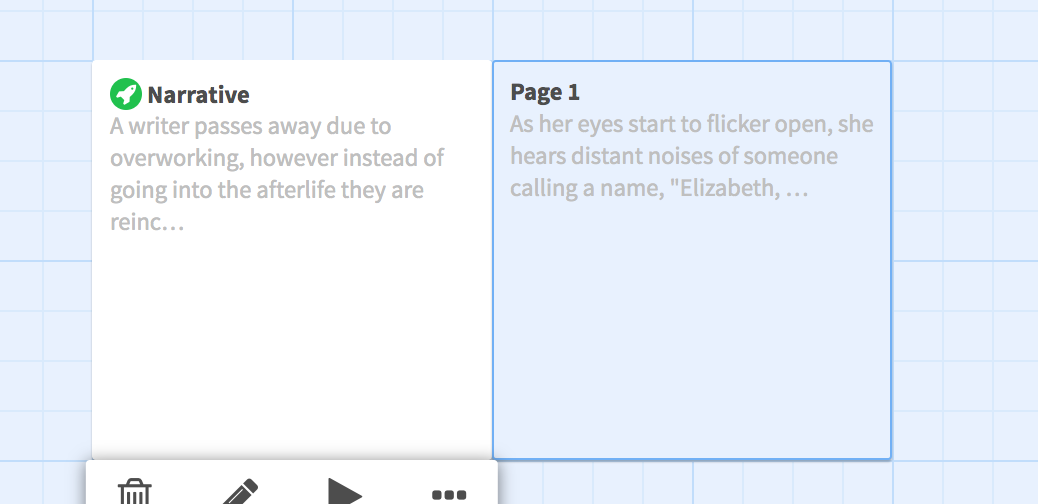 Narrative
A writer passes away due to
overworking, however instead of
going into the afterlife they are
reinc…
Page 1
As her eyes start to flicker open, she
hears distant noises of someone
calling a name, "Elizabeth, …